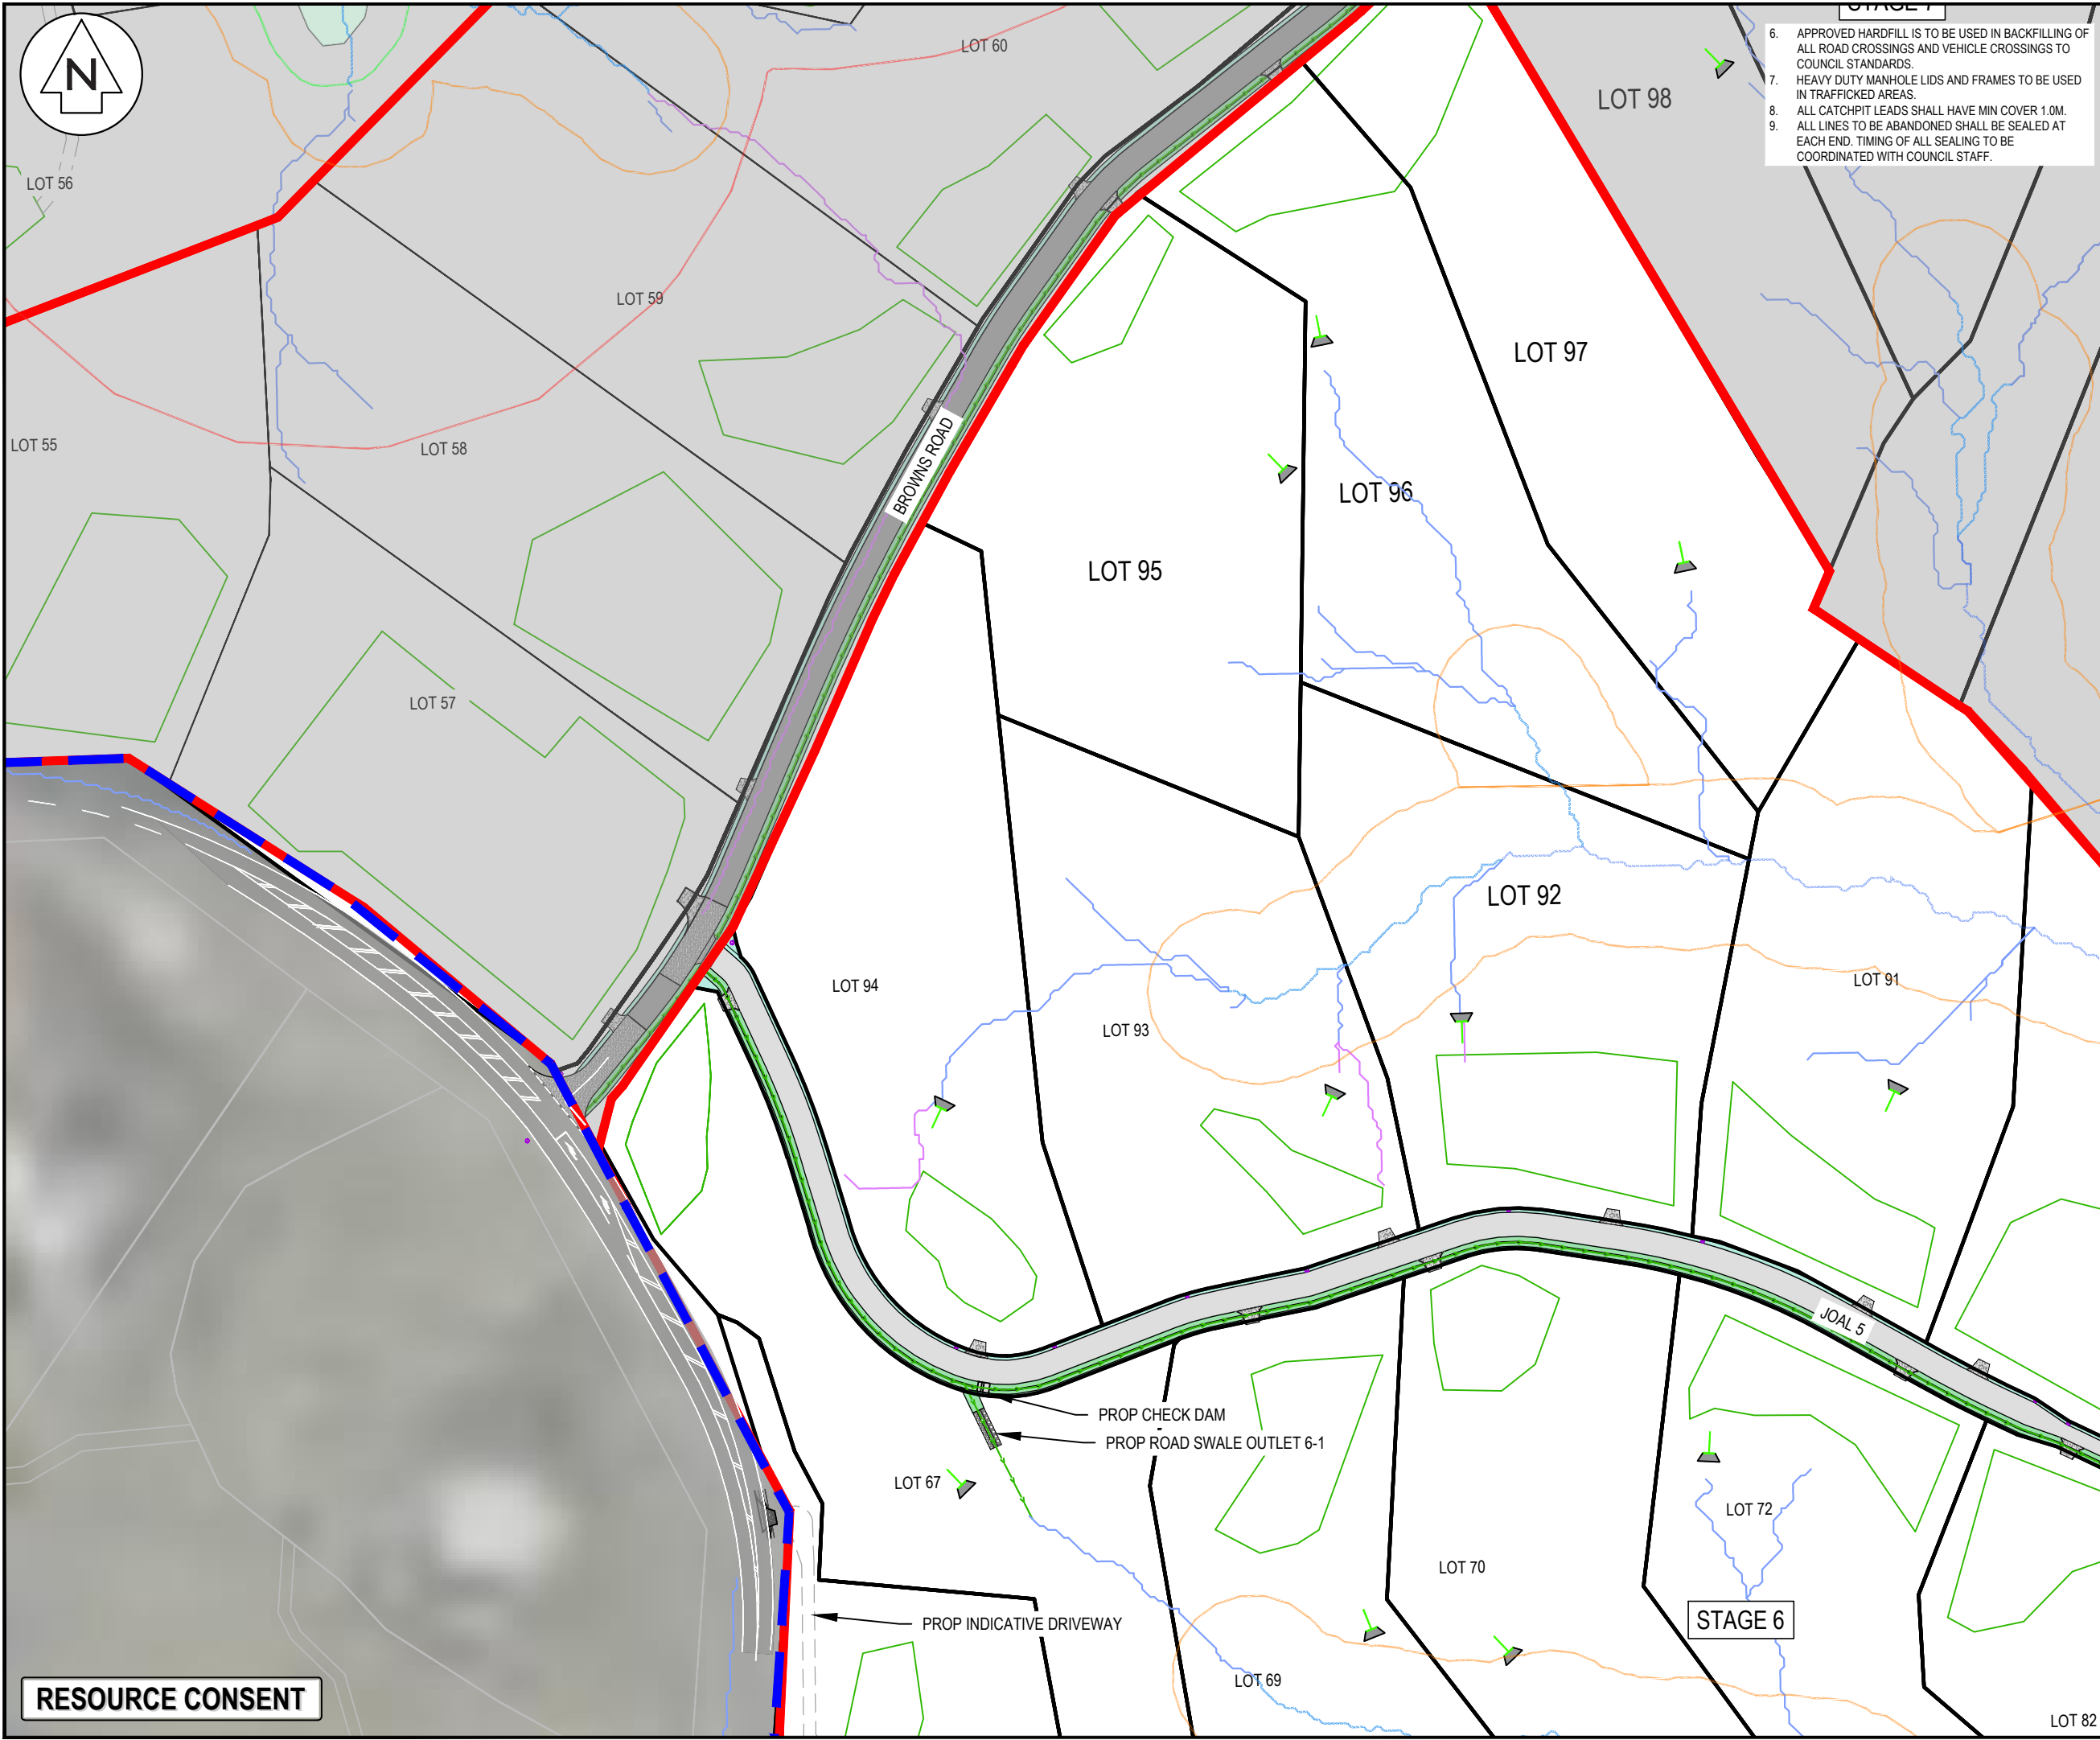 N
STAGE 7
6. APPROVED HARDFILL IS TO BE USED IN BACKFILLING OF
ALL ROAD CROSSINGS AND VEHICLE CROSSINGS TO
COUNCIL STANDARDS.
7. HEAVY DUTY MANHOLE LIDS AND FRAMES TO BE USED
IN TRAFFICKED AREAS.
8. ALL CATCHPIT LEADS SHALL HAVE MIN COVER 1.0M.
9. ALL LINES TO BE ABANDONED SHALL BE SEALED AT
EACH END. TIMING OF ALL SEALING TO BE
COORDINATED WITH COUNCIL STAFF.
LOT 60
LOT 98
LOT 56
LOT 59
LOT 97
LOT 55
LOT 58
BROWNS ROAD
LOT 96
LOT 95
LOT 57
LOT 92
LOT 94
LOT 91
LOT 93
JOAL 5
PROP CHECK DAM
PROP ROAD SWALE OUTLET 6-1
LOT 67
LOT 72
LOT 70
PROP INDICATIVE DRIVEWAY
STAGE 6
LOT 69
RESOURCE CONSENT
LOT 82